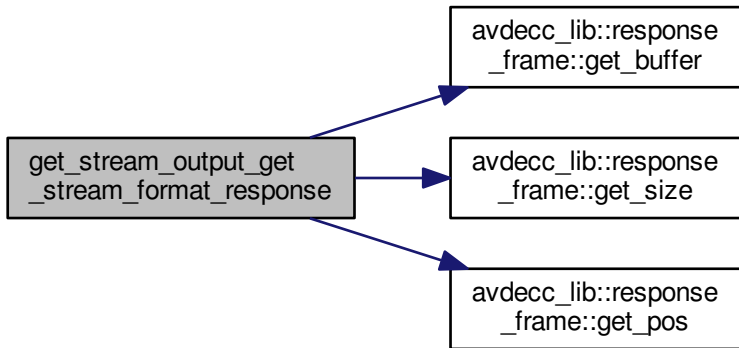 get_stream_output_get
_stream_format_response
avdecc_lib::response
_frame::get_buffer
avdecc_lib::response
_frame::get_size
avdecc_lib::response
_frame::get_pos